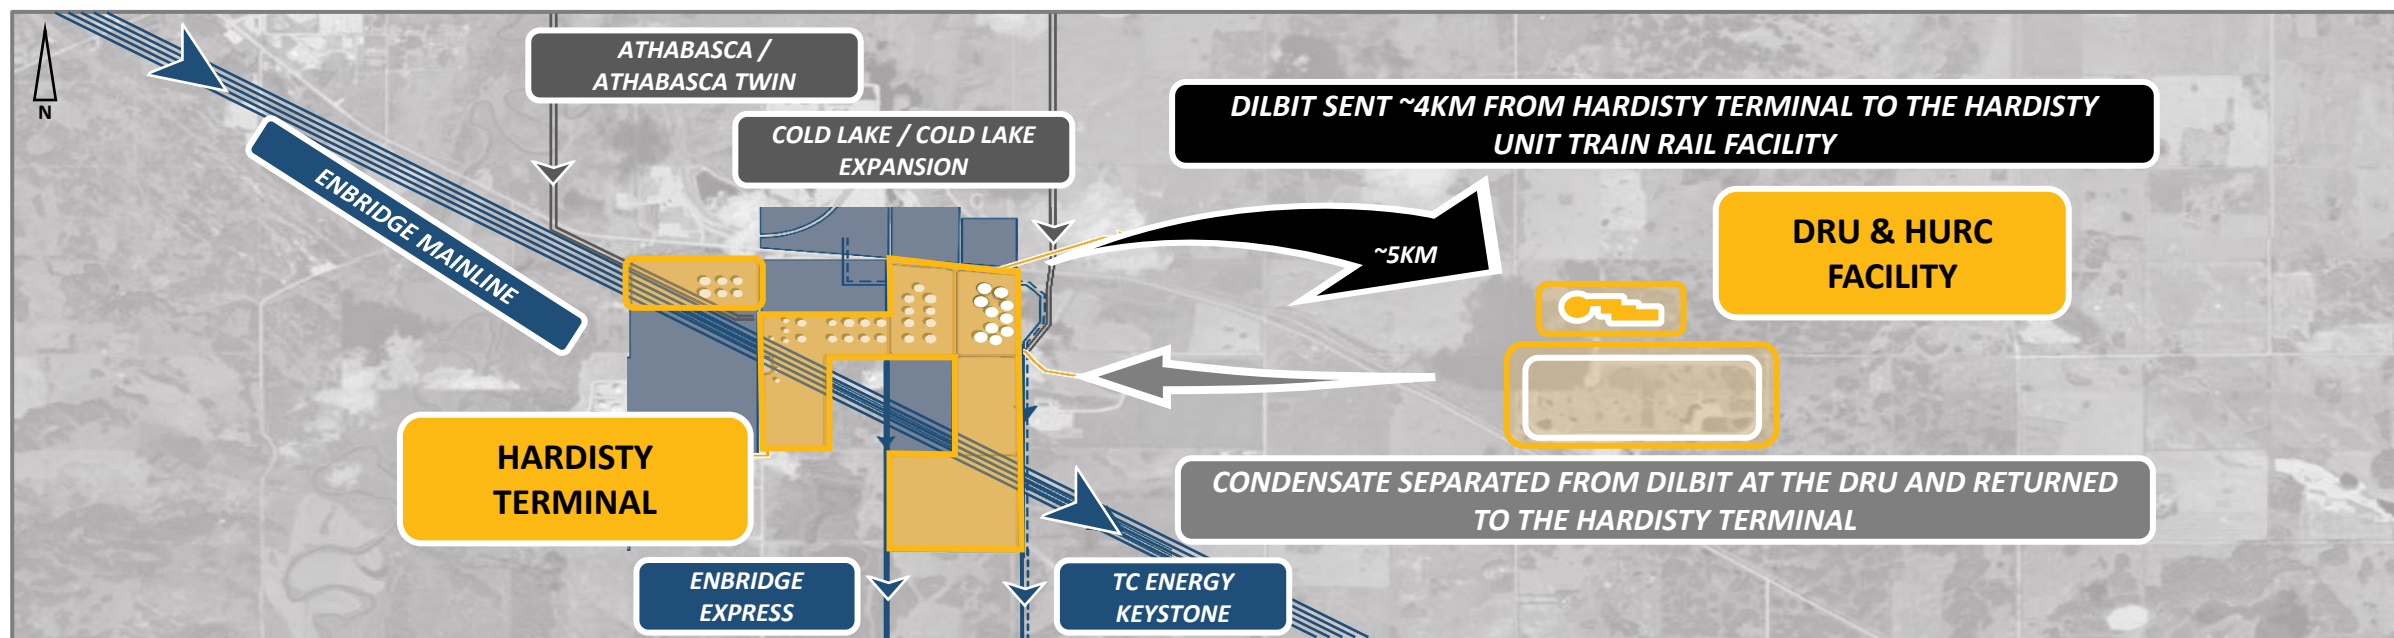 N
ATHABASCA /
ATHABASCA TWIN
COLD LAKE / COLD LAKE
EXPANSION
DILBIT SENT ~4KM FROM HARDISTY TERMINAL TO THE HARDISTY
UNIT TRAIN RAIL FACILITY
ENBRIDGE MAINLINE
~5KM
DRU & HURC
FACILITY
HARDISTY
TERMINAL
CONDENSATE SEPARATED FROM DILBIT AT THE DRU AND RETURNED
TO THE HARDISTY TERMINAL
ENBRIDGE
EXPRESS
TC ENERGY
KEYSTONE